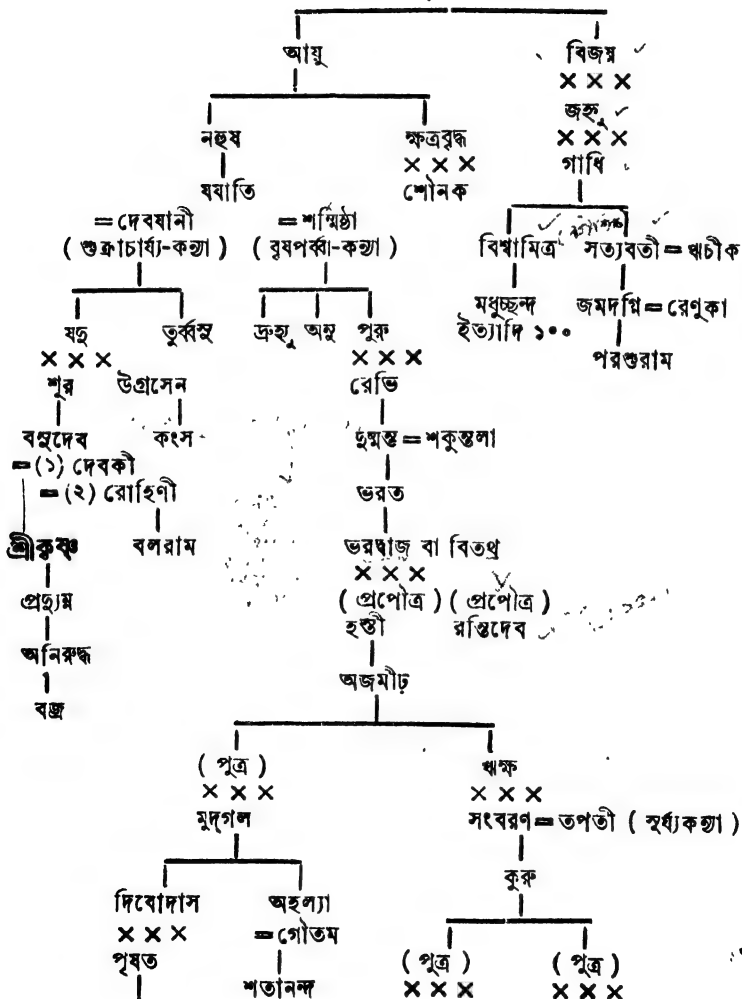 আয়ু বিজয়
× × ×
জহ্নু
নহুষ ক্ষত্রবৃদ্ধ × × ×
× × × গাধি
যযাতি শৌনক
= দেবযানী = শর্ম্মিষ্ঠা
( শুক্রাচার্য্য-কন্যা ) ( বৃষপর্ব্বা-কন্যা ) বিশ্বামিত্র সত্যবতী = ঋচীক
মধুচ্ছন্দ জমদগ্নি = রেণুকা
যদু তুর্ব্বসু দ্রুহ্যু অনু পুরু ইত্যাদি ১০০
× × × × × × পরশুরাম
শূর উগ্রসেন রেভি
বসুদেব কংস দুষ্মন্ত = শকুন্তলা
= (১) দেবকী
= (২) রোহিণী ভরত
শ্রীকৃষ্ণ বলরাম ভরদ্বাজ বা বিতথ
× × ×
প্রদ্যুম্ন ( প্রপৌত্র ) ( প্রপৌত্র )
হস্তী রন্তিদেব
অনিরুদ্ধ
অজমীঢ়
বজ্র
( পুত্র ) ঋক্ষ
× × × × × ×
মুদ্গল সংবরণ = তপতী ( সূর্য্যকন্যা )
কুরু
দিবোদাস অহল্যা
× × × = গৌতম
পৃষত ( পুত্র ) ( পুত্র )
শতানন্দ × × × × × ×